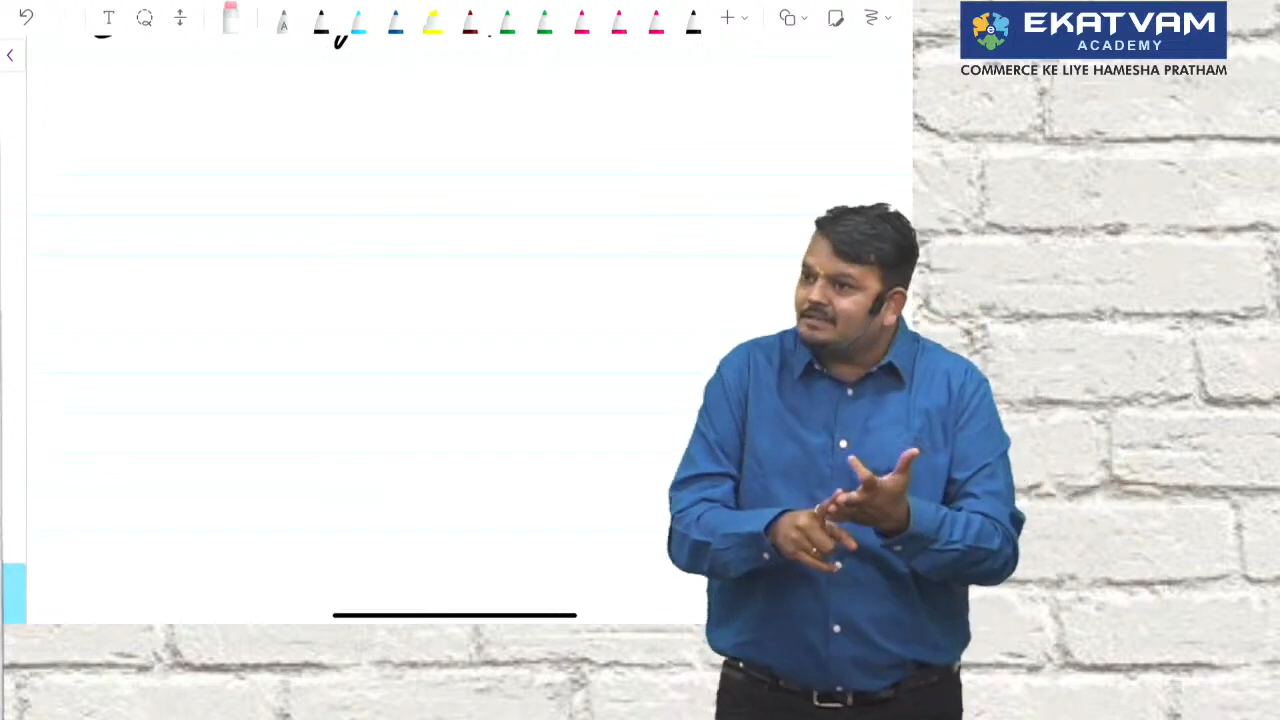 EKATVAM
ACADEMY
COMMERCE KE LIYE HAMESHA PRATHAM
T
A